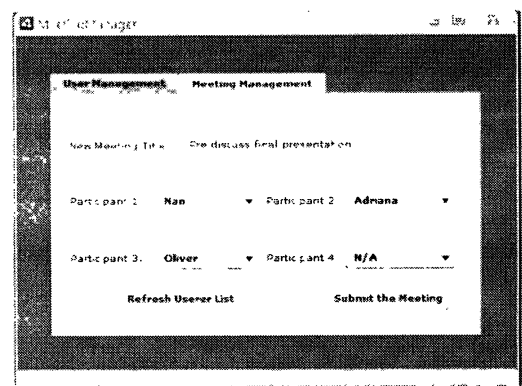 User Management Meeting Management
New Meeting Title Pre discuss final presentation
Participant 1 Nan Participant 2 Adriana
Participant 3. Oliver Participant 4 N/A
Refresh Userer List Submit the Meeting